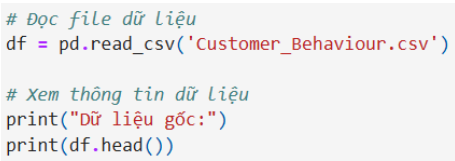 # Đọc file dữ liệu
df = pd.read_csv('Customer_Behaviour.csv')
# Xem thông tin dữ liệu
print("Dữ liệu gốc:")
print(df.head())